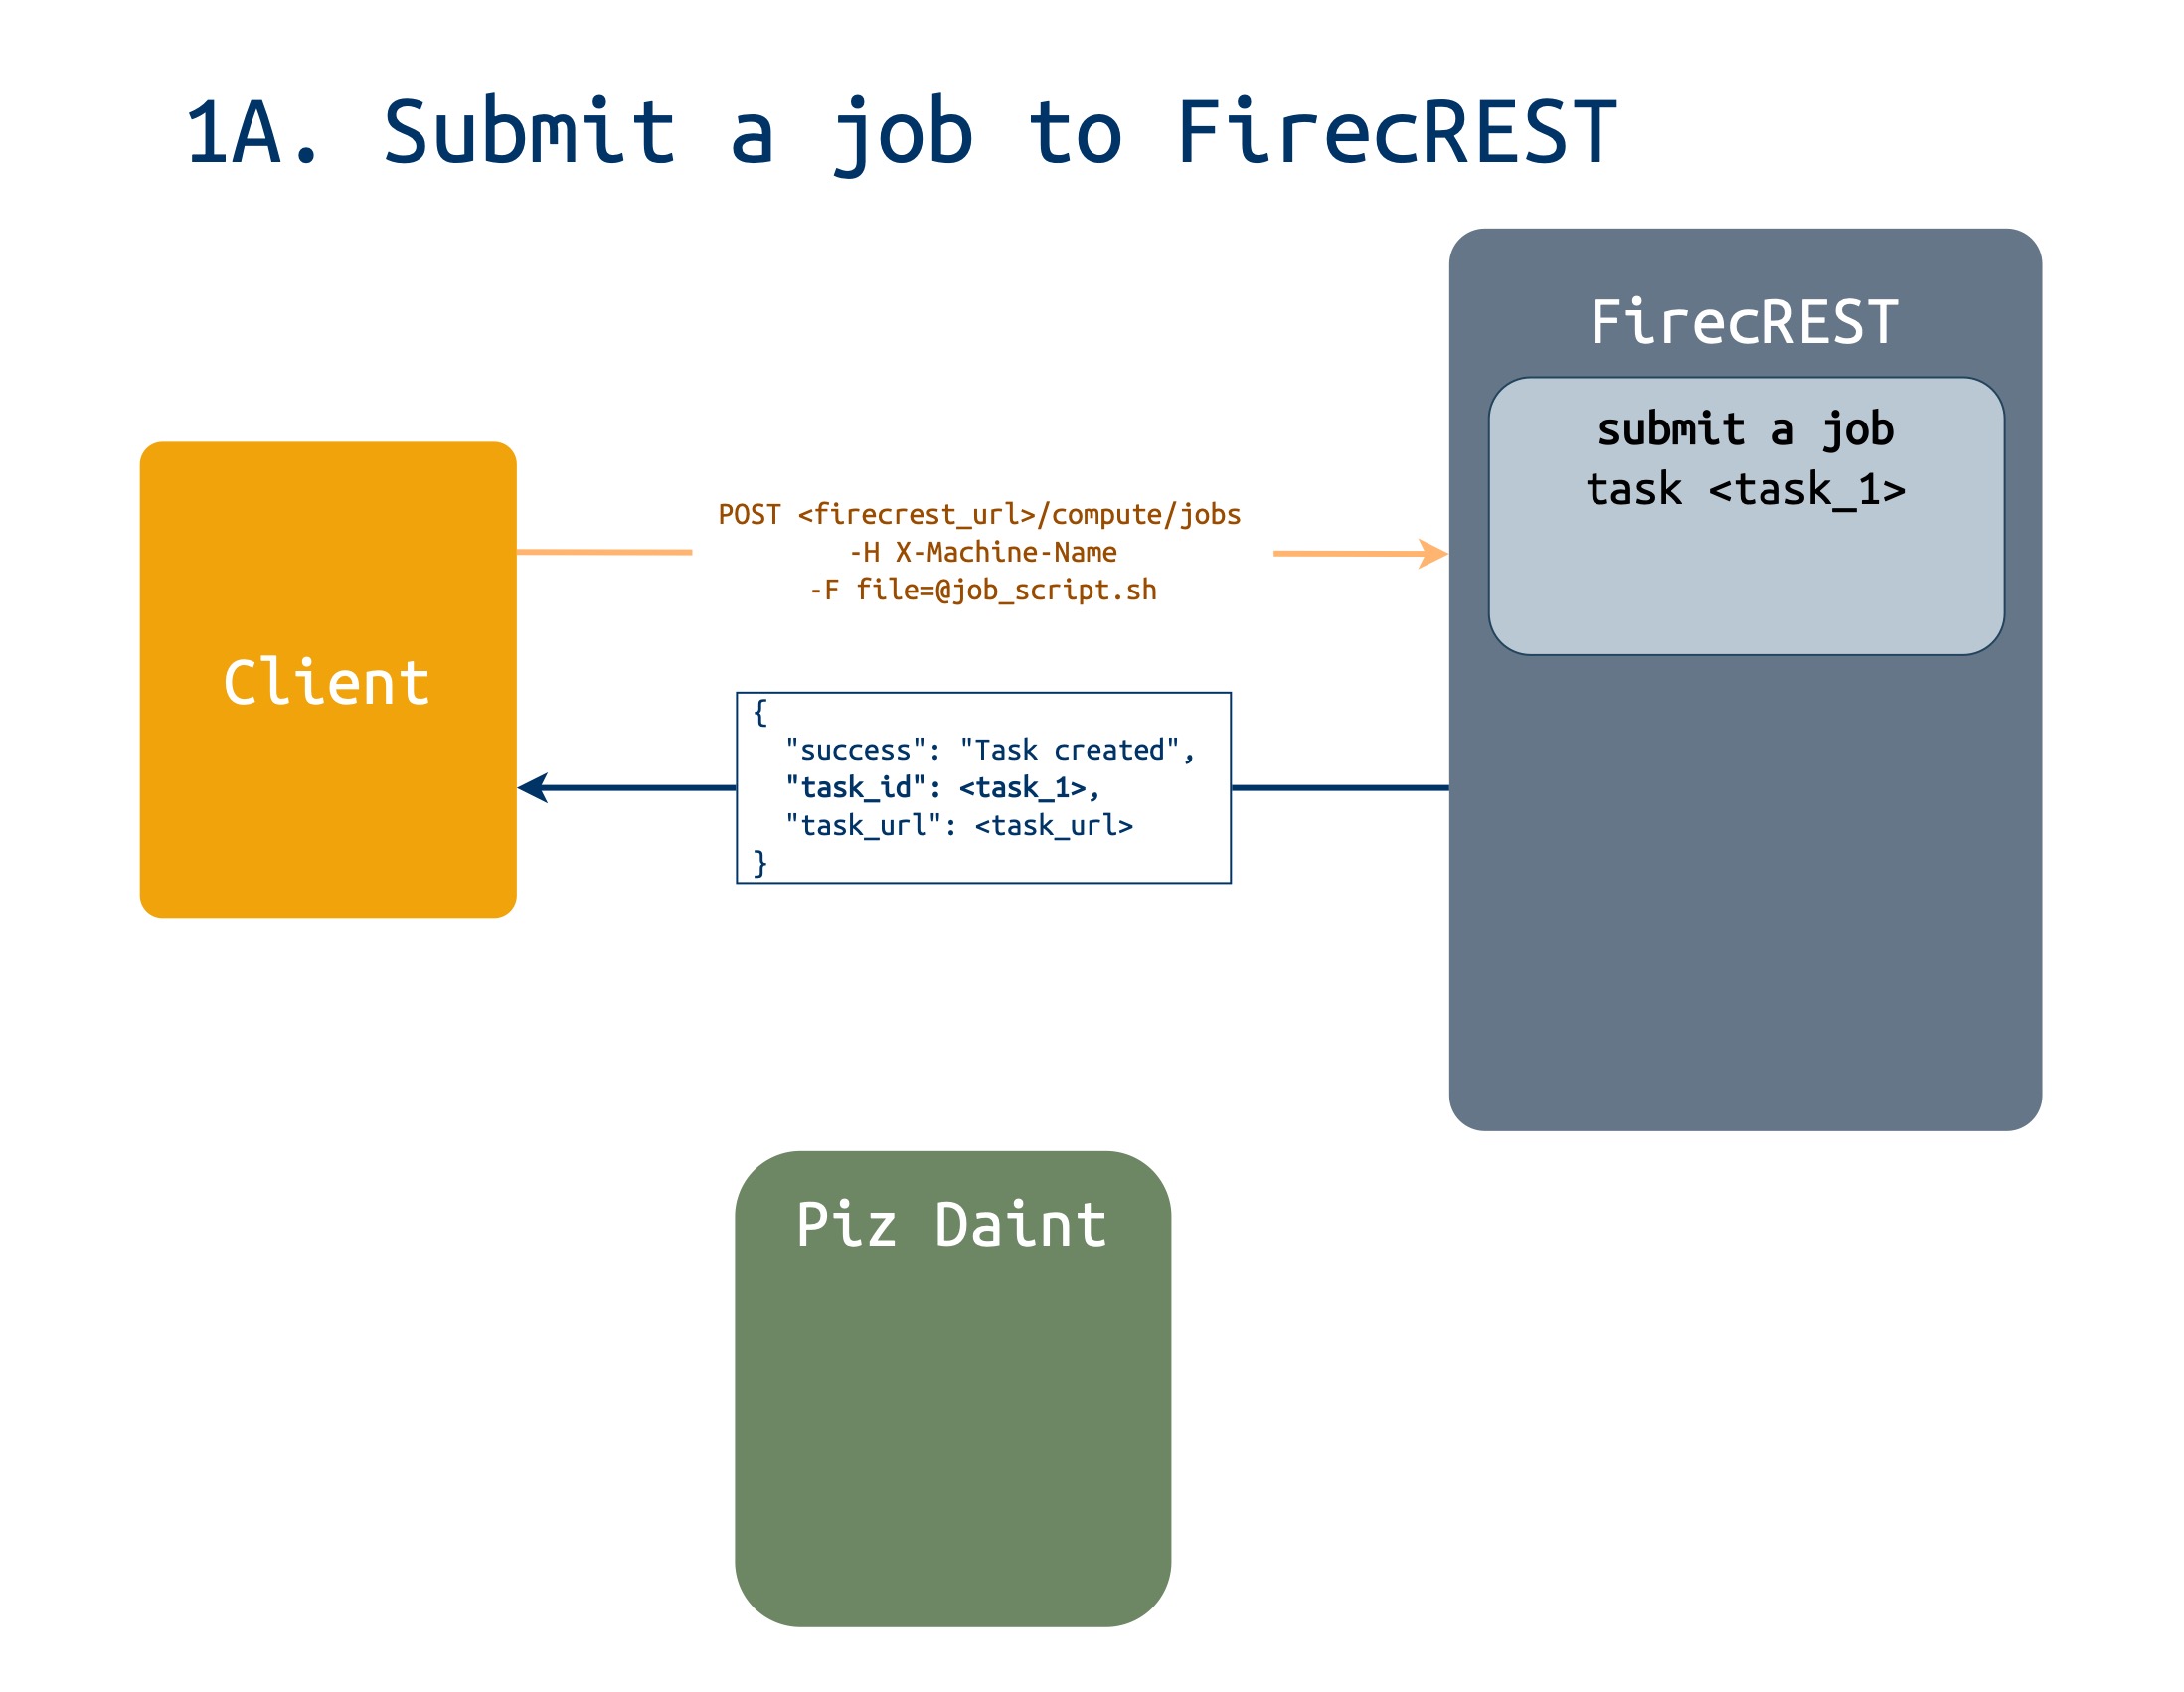 1A. Submit a job to FirecREST
FirecREST
submit a job
task <task_1>
POST <firecrest_url>/compute/jobs
-H X-Machine-Name
-F file=@job_script.sh
Client
{
"success": "Task created",
"task_id": <task_1>,
"task_url": <task_url>
}
Piz Daint